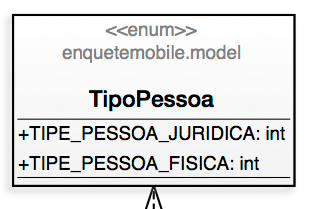 <<enum>>
enquetemobile.model
TipoPessoa
+TIPE_PESSOA_JURIDICA: int
+TIPE_PESSOA_FISICA: int